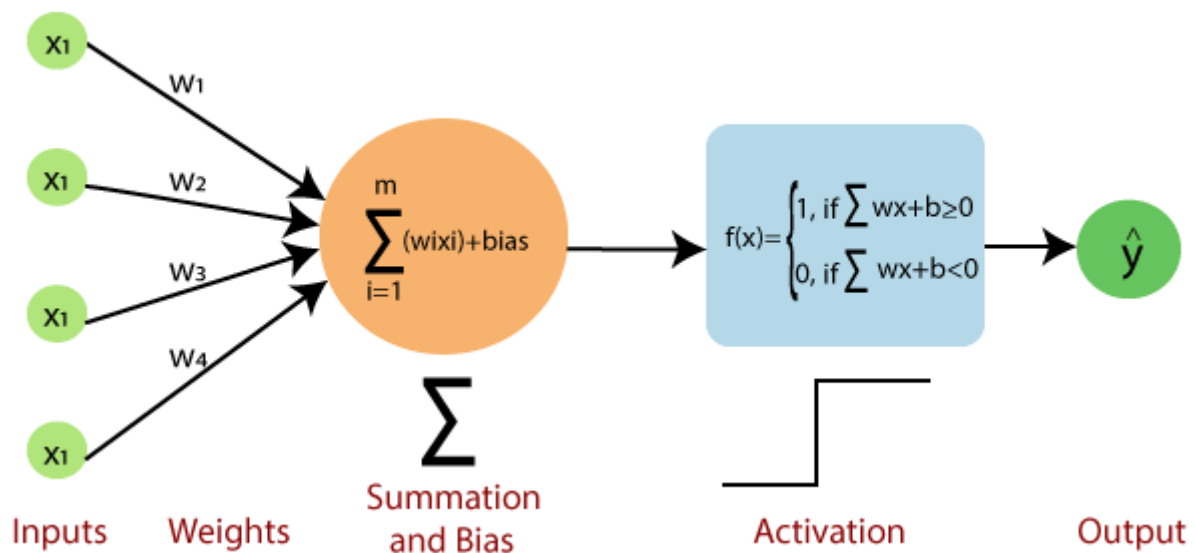 x1
w1
x1
w2
x1
w3
x1
w4
m
∑(wixi)+bias
i=1
f(x)={1, if ∑ wx+b≥0
0, if ∑ wx+b<0
ŷ
∑
Inputs
Weights
Summation
and Bias
Activation
Output